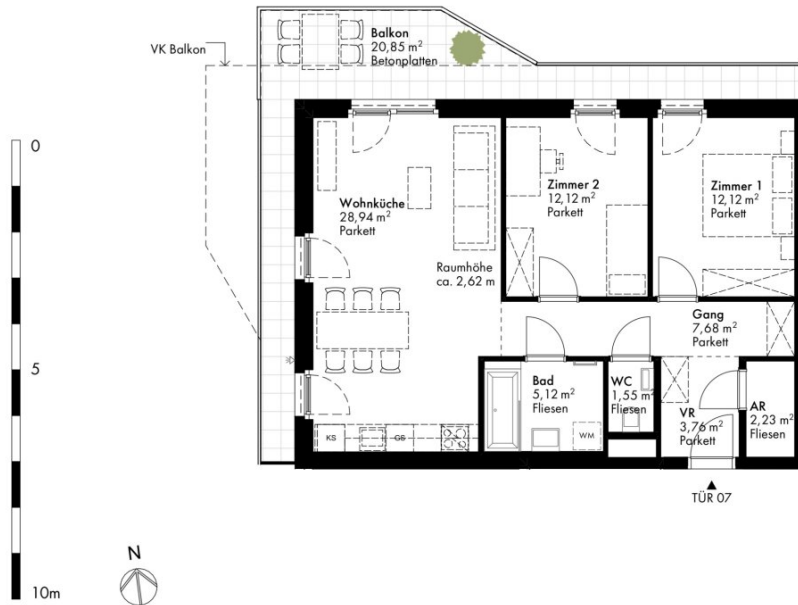 VK Balkon
Balkon
20,85 m²
Betonplatten
0
Wohnküche
28,94 m²
Parkett
Zimmer 2
12,12 m²
Parkett
Zimmer 1
12,12 m²
Parkett
Raumhöhe
ca. 2,62 m
Gang
7,68 m²
Parkett
5
Bad
5,12 m²
Fliesen
WC
1,55 m²
Fliesen
VR
3,76 m²
Parkett
AR
2,23 m²
Fliesen
KS
GS
WM
TÜR 07
N
10m